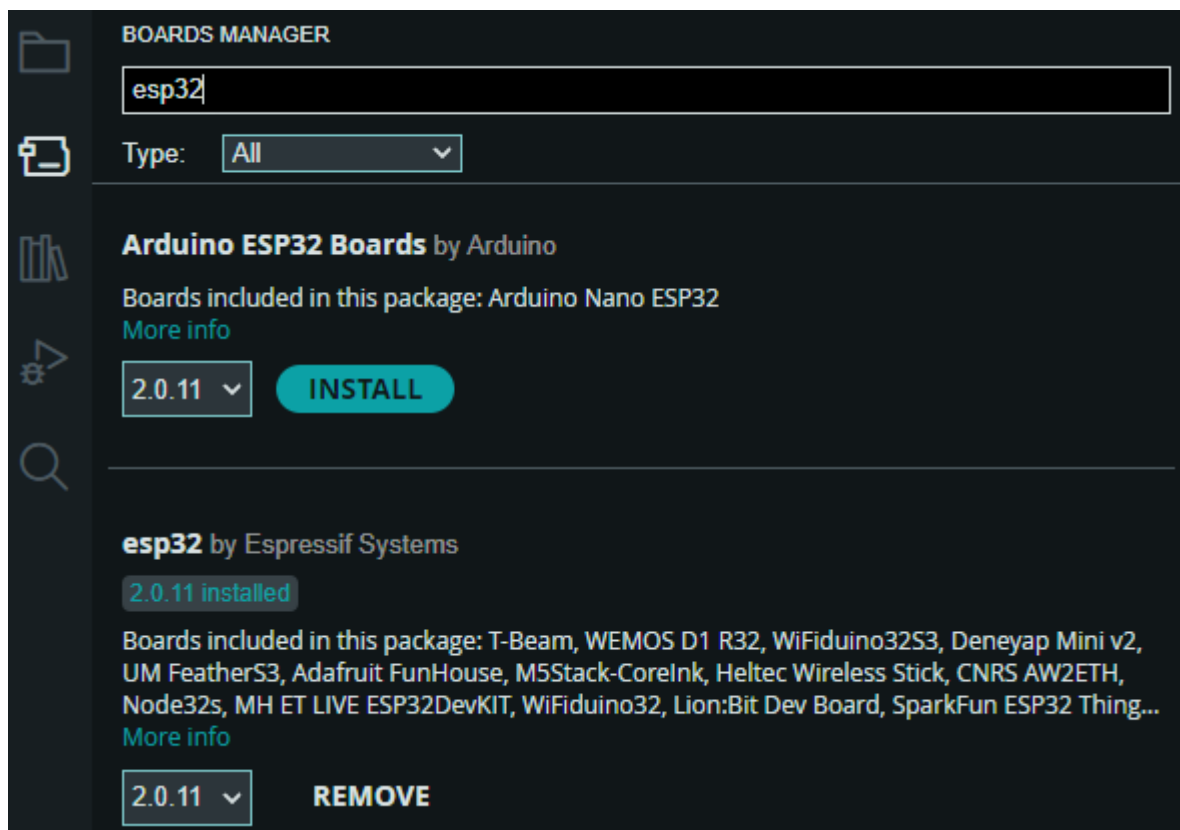 BOARDS MANAGER
esp32
Type: All
Arduino ESP32 Boards by Arduino
Boards included in this package: Arduino Nano ESP32
More info
2.0.11 INSTALL
esp32 by Espressif Systems
2.0.11 installed
Boards included in this package: T-Beam, WEMOS D1 R32, WiFiduino32S3, Deneyap Mini v2,
UM FeatherS3, Adafruit FunHouse, M5Stack-CoreInk, Heltec Wireless Stick, CNRS AW2ETH,
Node32s, MH ET LIVE ESP32DevKIT, WiFiduino32, Lion:Bit Dev Board, SparkFun ESP32 Thing...
More info
2.0.11 REMOVE